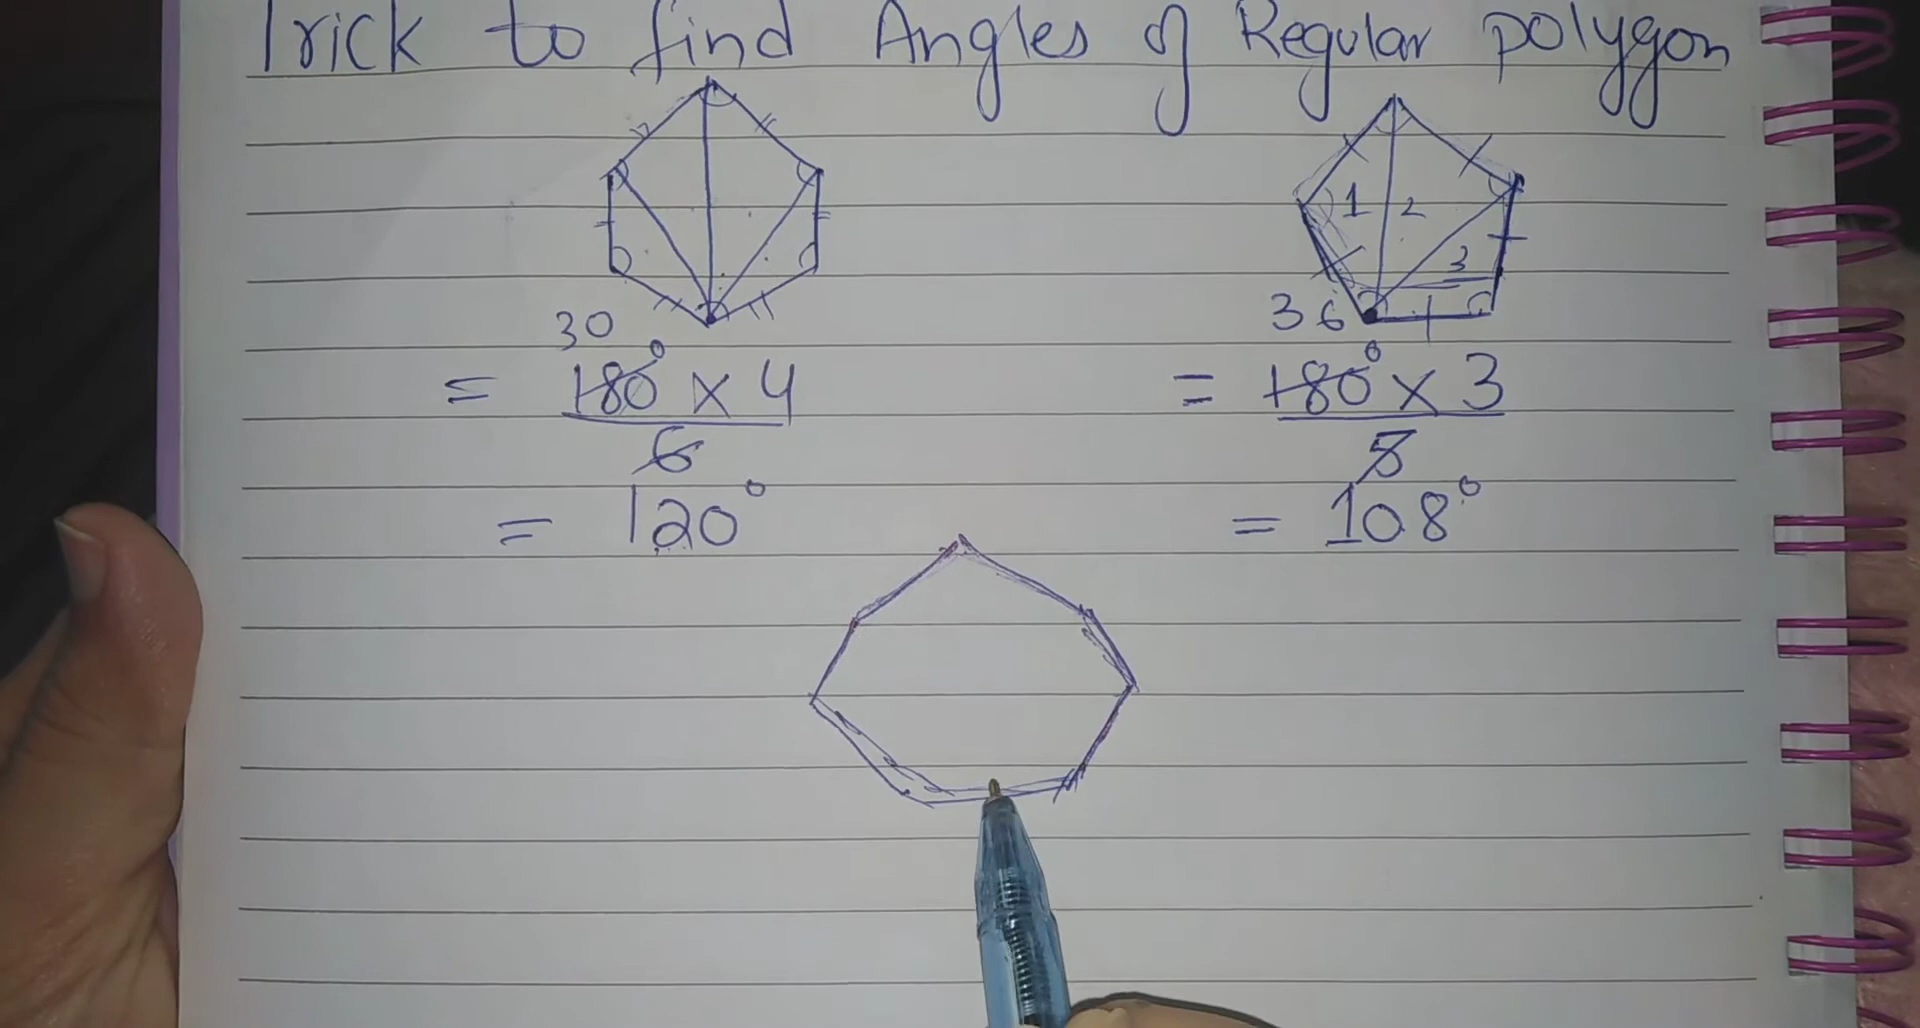 Trick to find Angles of Regular polygon
1 2
3
30
36
= 180° x 4
6
= 180° x 3
5
= 120°
= 108°